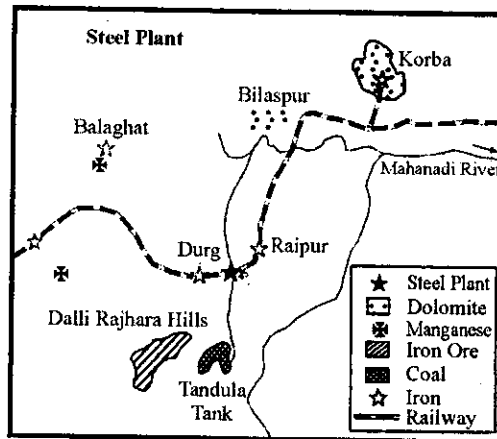 Steel Plant
Korba
Bilaspur
Balaghat
Mahanadi River
Durg
Raipur
Dalli Rajhara Hills
Tandula
Tank
Steel Plant
Dolomite
Manganese
Iron Ore
Coal
Iron
Railway